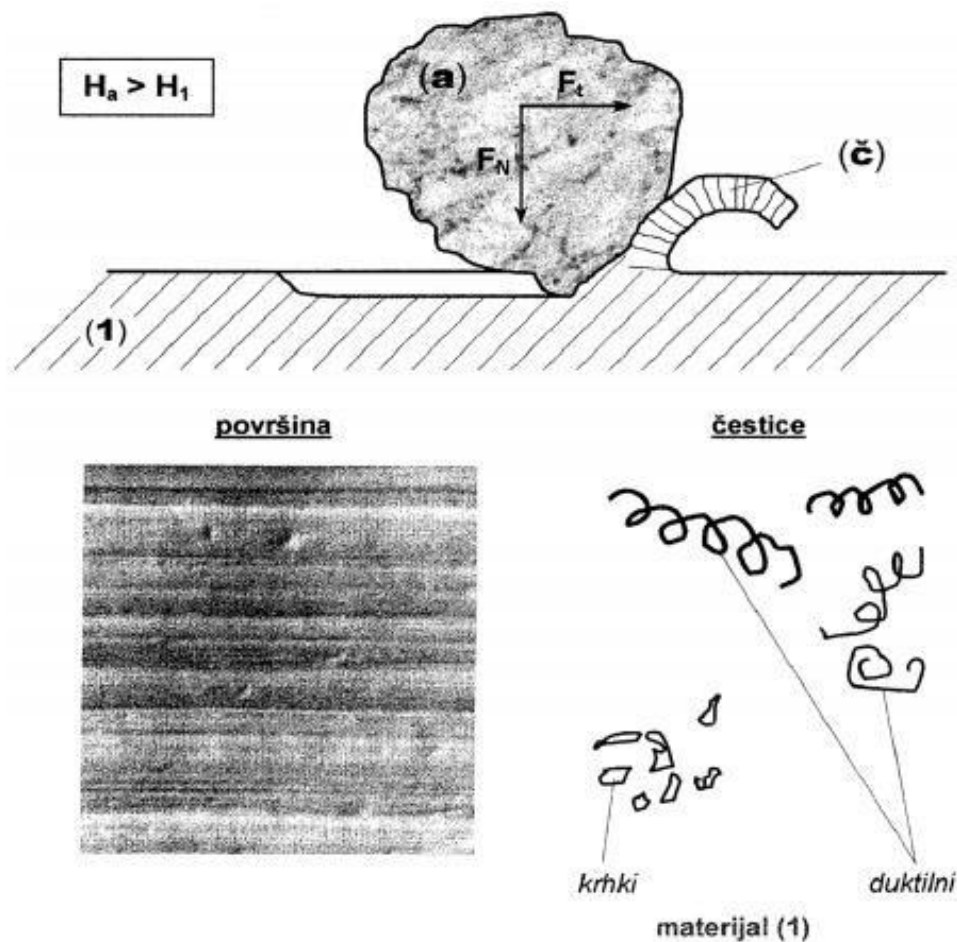 Hₐ > H₁
(a)
Fₜ
F_N
(č)
(1)
površina
čestice
krhki
duktilni
materijal (1)